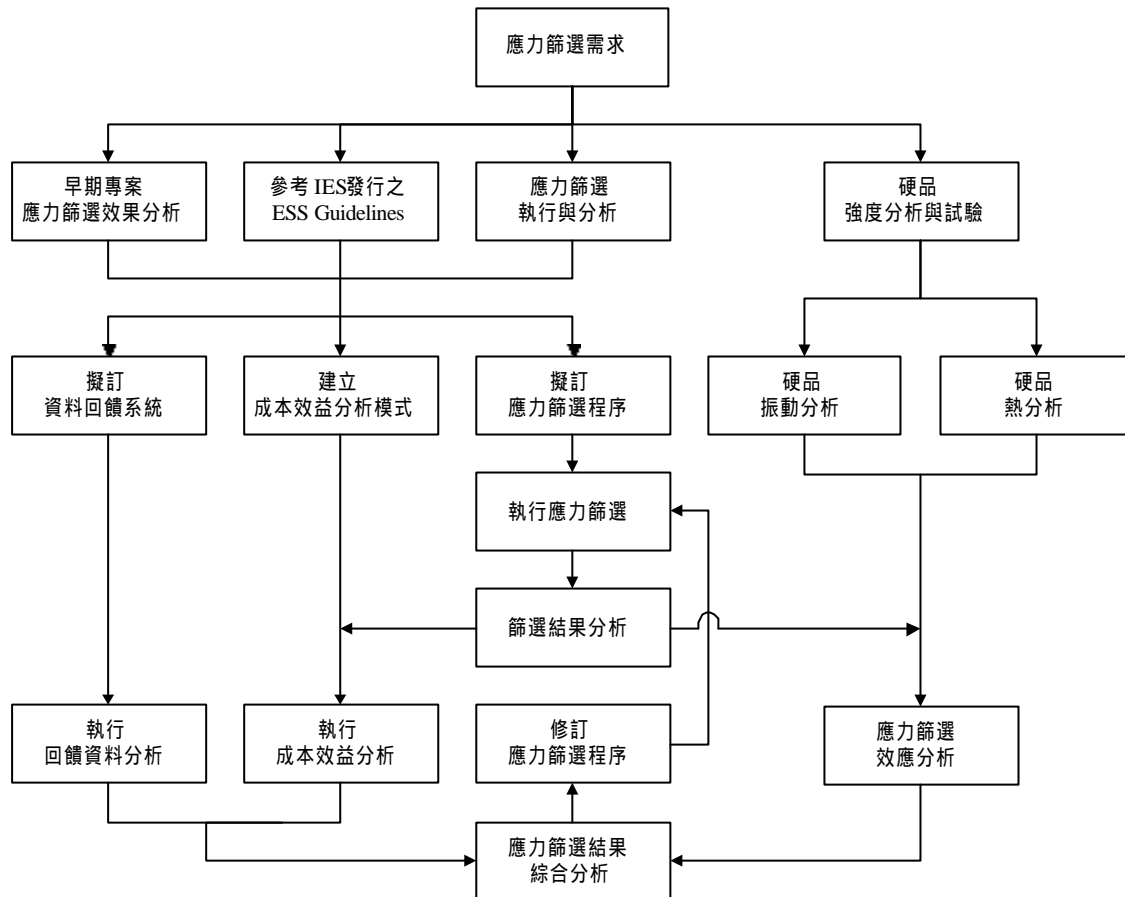 應力篩選需求
早期專案
應力篩選效果分析
參考 IES發行之
ESS Guidelines
應力篩選
執行與分析
硬品
強度分析與試驗
擬訂
資料回饋系統
建立
成本效益分析模式
擬訂
應力篩選程序
硬品
振動分析
硬品
熱分析
執行應力篩選
篩選結果分析
執行
回饋資料分析
執行
成本效益分析
修訂
應力篩選程序
應力篩選
效應分析
應力篩選結果
綜合分析